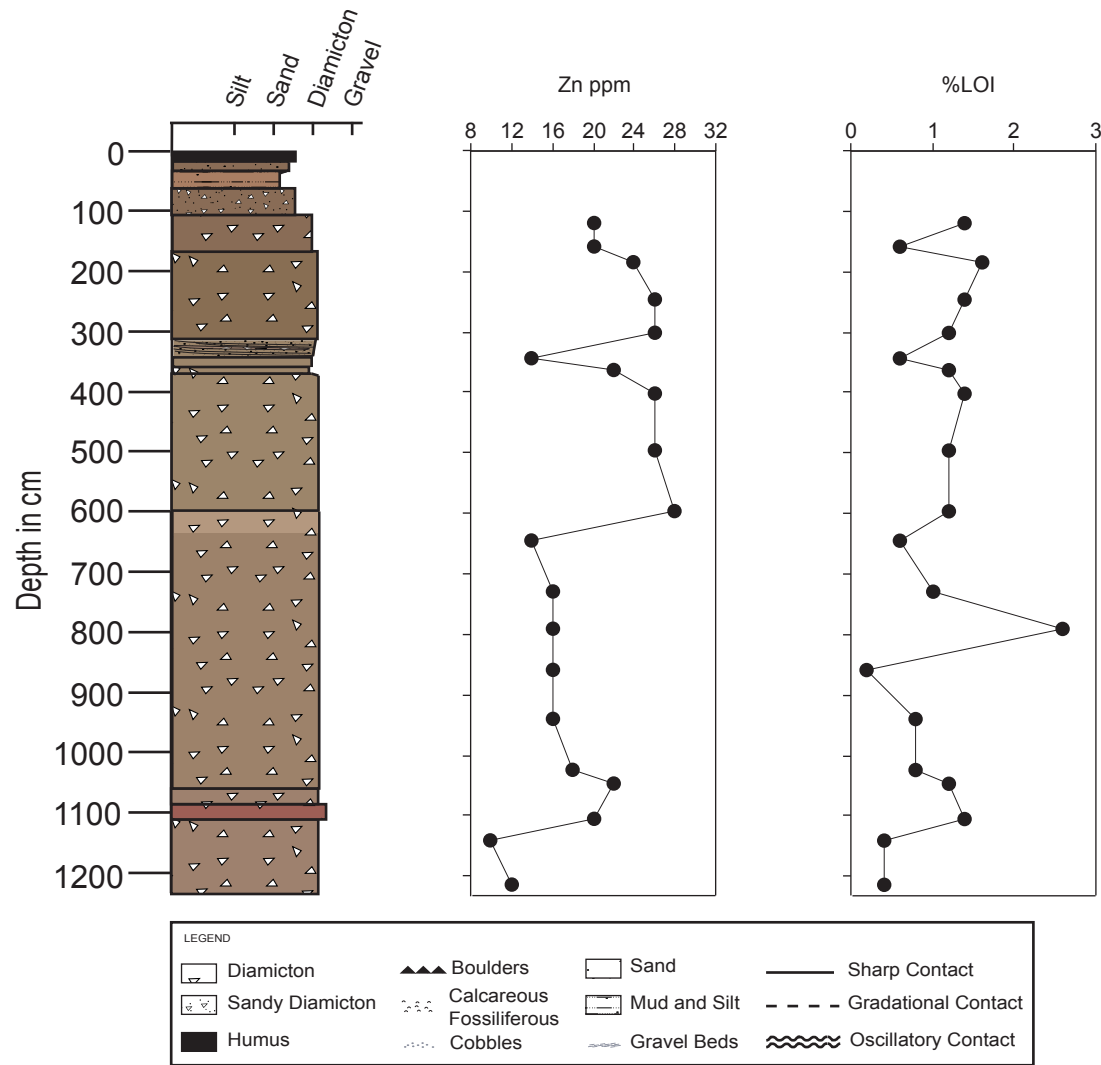 Silt
Sand
Diamicton
Gravel
Zn ppm
%LOI
8 12 16 20 24 28 32
0 1 2 3
Depth in cm
0
100
200
300
400
500
600
700
800
900
1000
1100
1200
LEGEND
Diamicton
Boulders
Sand
Sharp Contact
Sandy Diamicton
Calcareous
Fossiliferous
Mud and Silt
Gradational Contact
Humus
Cobbles
Gravel Beds
Oscillatory Contact